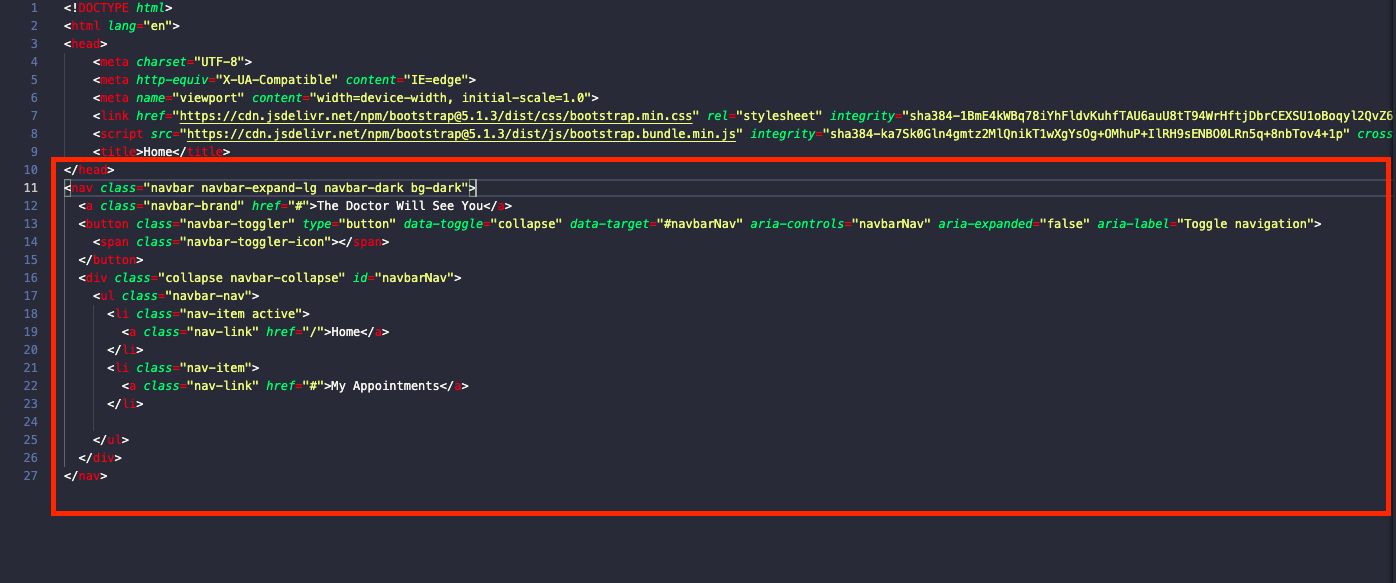 1 <!DOCTYPE html>
2 <html lang="en">
3 <head>
4 <meta charset="UTF-8">
5 <meta http-equiv="X-UA-Compatible" content="IE=edge">
6 <meta name="viewport" content="width=device-width, initial-scale=1.0">
7 <link href="https://cdn.jsdelivr.net/npm/bootstrap@5.1.3/dist/css/bootstrap.min.css" rel="stylesheet" integrity="sha384-1BmE4kWBq78iYhFldvKuhfTAU6auU8tT94WrHftjDbrCEXSU1oBoqyl2QvZ6
8 <script src="https://cdn.jsdelivr.net/npm/bootstrap@5.1.3/dist/js/bootstrap.bundle.min.js" integrity="sha384-ka7Sk0Gln4gmtz2MlQnikT1wXgYsOg+OMhuP+IlRH9sENBO0LRn5q+8nbTov4+1p" cross
9 <title>Home</title>
10 </head>
11 <nav class="navbar navbar-expand-lg navbar-dark bg-dark">
12 <a class="navbar-brand" href="#">The Doctor Will See You</a>
13 <button class="navbar-toggler" type="button" data-toggle="collapse" data-target="#navbarNav" aria-controls="navbarNav" aria-expanded="false" aria-label="Toggle navigation">
14 <span class="navbar-toggler-icon"></span>
15 </button>
16 <div class="collapse navbar-collapse" id="navbarNav">
17 <ul class="navbar-nav">
18 <li class="nav-item active">
19 <a class="nav-link" href="/">Home</a>
20 </li>
21 <li class="nav-item">
22 <a class="nav-link" href="#">My Appointments</a>
23 </li>
24
25 </ul>
26 </div>
27 </nav>